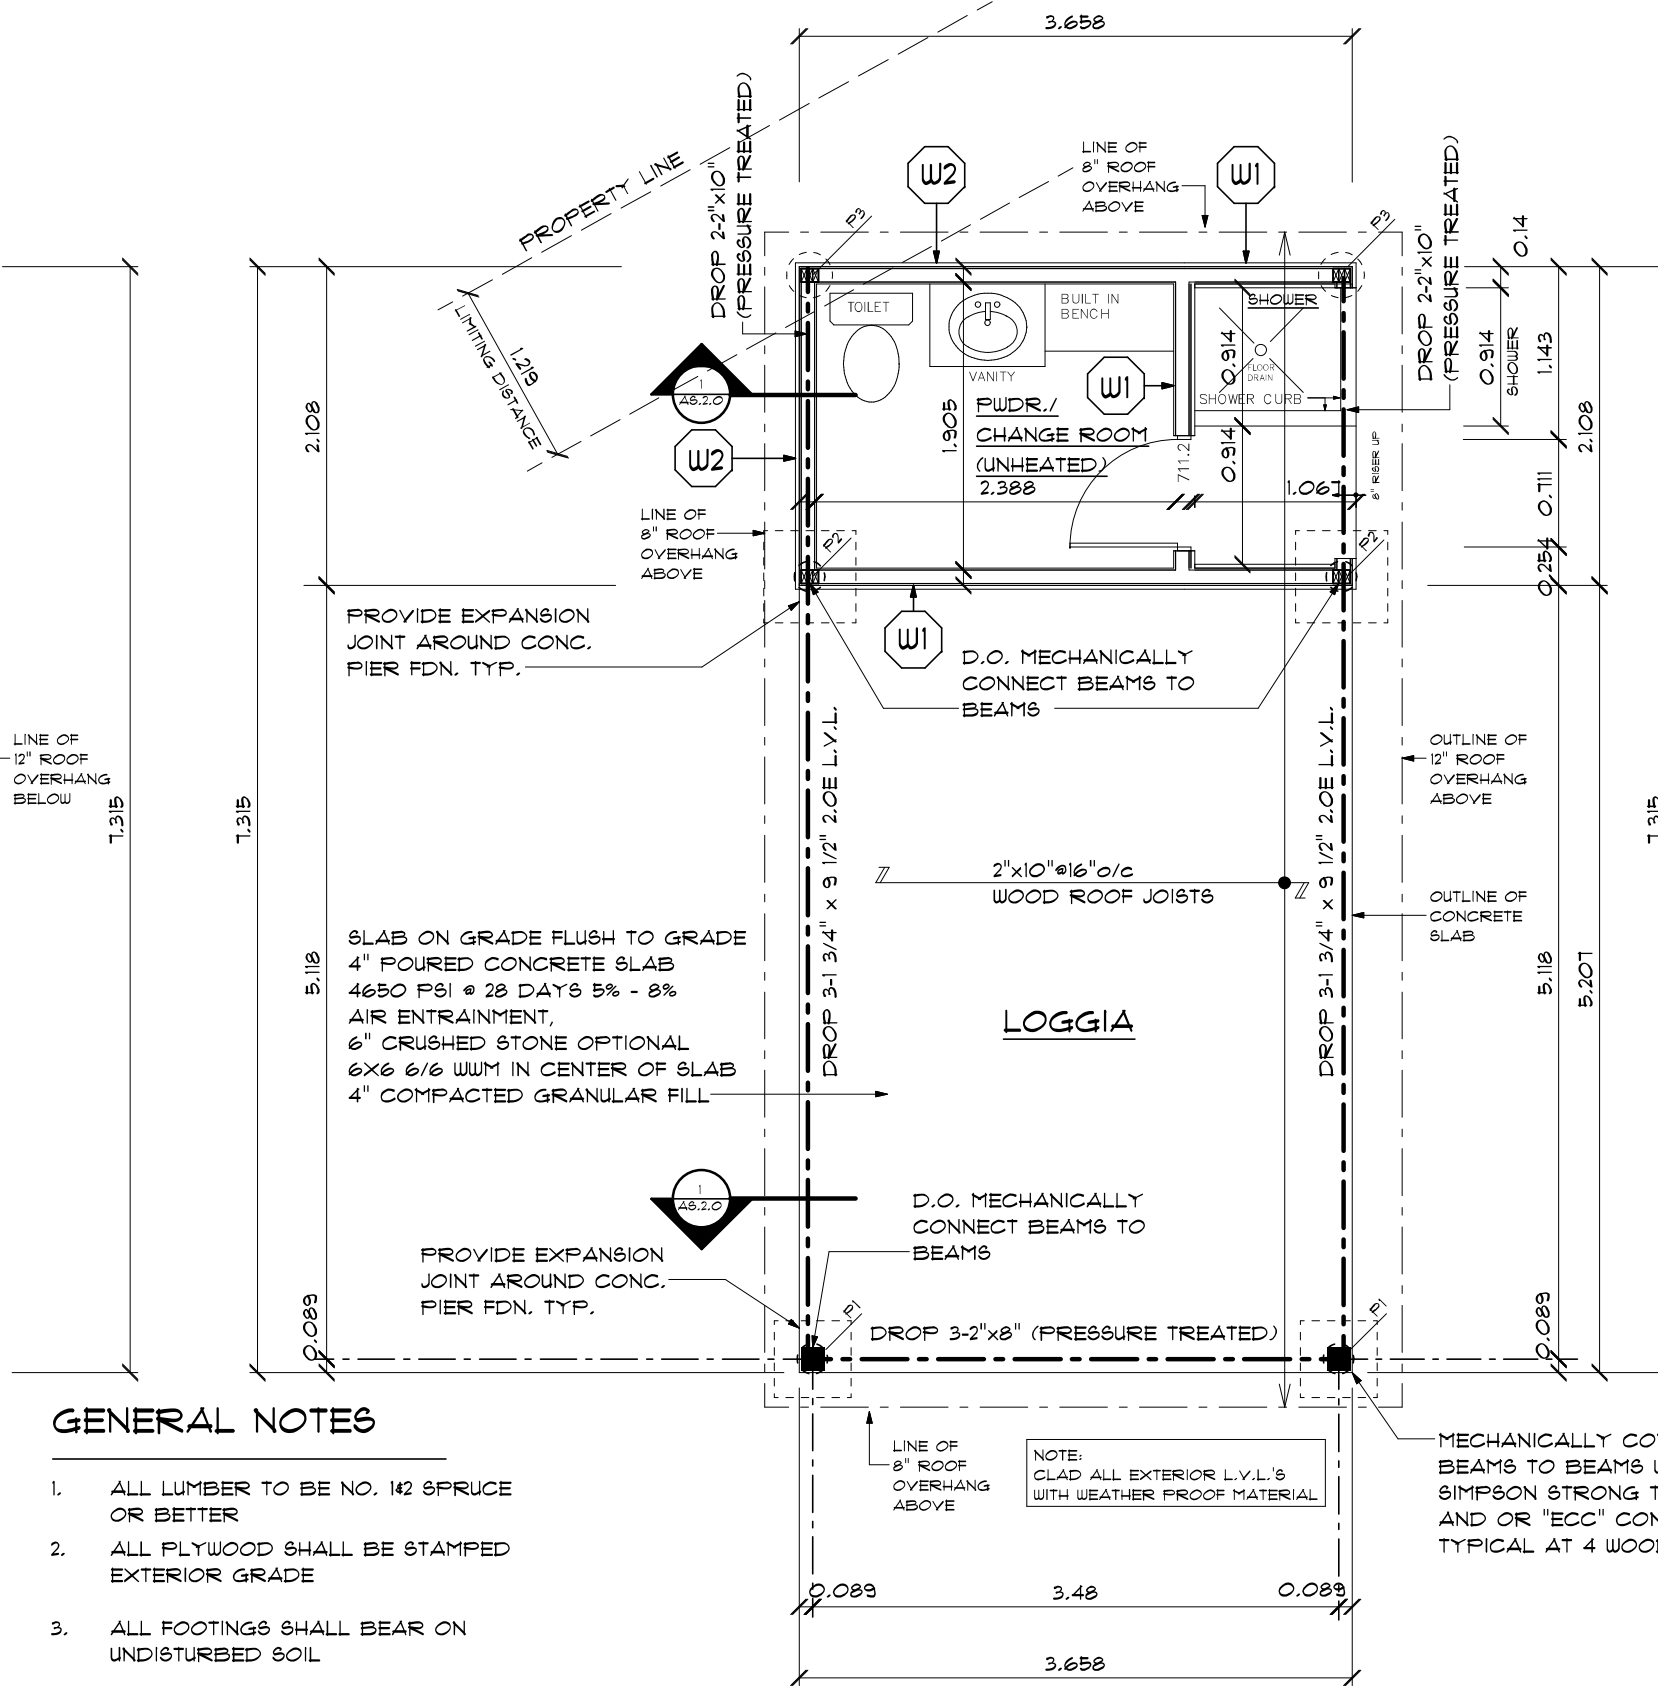 3.658
PROPERTY LINE
DROP 2-2"x10"
(PRESSURE TREATED)
W2
LINE OF
8" ROOF
OVERHANG
ABOVE
W1
P3
P3
DROP 2-2"x10"
(PRESSURE TREATED)
0.14
LIMITING DISTANCE
1.219
TOILET
VANITY
BUILT IN
BENCH
SHOWER
FLOOR
DRAIN
SHOWER CURB
0.914
0.914
0.914
SHOWER
1.143
2.108
2.108
1
AS.2.0
W2
W1
1.905
PWDR./
CHANGE ROOM
(UNHEATED)
2.388
711.2
8" RISER UP
0.711
0.254
LINE OF
8" ROOF
OVERHANG
ABOVE
P2
P2
PROVIDE EXPANSION
JOINT AROUND CONC.
PIER FDN. TYP.
W1
D.O. MECHANICALLY
CONNECT BEAMS TO
BEAMS
LINE OF
12" ROOF
OVERHANG
BELOW
7.315
7.315
DROP 3-1 3/4" x 9 1/2" 2.0E L.V.L.
DROP 3-1 3/4" x 9 1/2" 2.0E L.V.L.
OUTLINE OF
12" ROOF
OVERHANG
ABOVE
7.315
2"x10"@16"o/c
WOOD ROOF JOISTS
OUTLINE OF
CONCRETE
SLAB
SLAB ON GRADE FLUSH TO GRADE
4" POURED CONCRETE SLAB
4650 PSI @ 28 DAYS 5% - 8%
AIR ENTRAINMENT,
6" CRUSHED STONE OPTIONAL
6X6 6/6 WWM IN CENTER OF SLAB
4" COMPACTED GRANULAR FILL
5.118
5.118
5.207
LOGGIA
1
AS.2.0
D.O. MECHANICALLY
CONNECT BEAMS TO
BEAMS
PROVIDE EXPANSION
JOINT AROUND CONC.
PIER FDN. TYP.
0.089
0.089
P1
P1
DROP 3-2"x8" (PRESSURE TREATED)
GENERAL NOTES
1. ALL LUMBER TO BE NO. 1&2 SPRUCE
OR BETTER
2. ALL PLYWOOD SHALL BE STAMPED
EXTERIOR GRADE
3. ALL FOOTINGS SHALL BEAR ON
UNDISTURBED SOIL
LINE OF
8" ROOF
OVERHANG
ABOVE
NOTE:
CLAD ALL EXTERIOR L.V.L.'S
WITH WEATHER PROOF MATERIAL
MECHANICALLY
BEAMS TO BEAMS
SIMPSON STRONG
AND OR "ECC"
TYPICAL AT 4
0.089
3.48
0.089
3.658